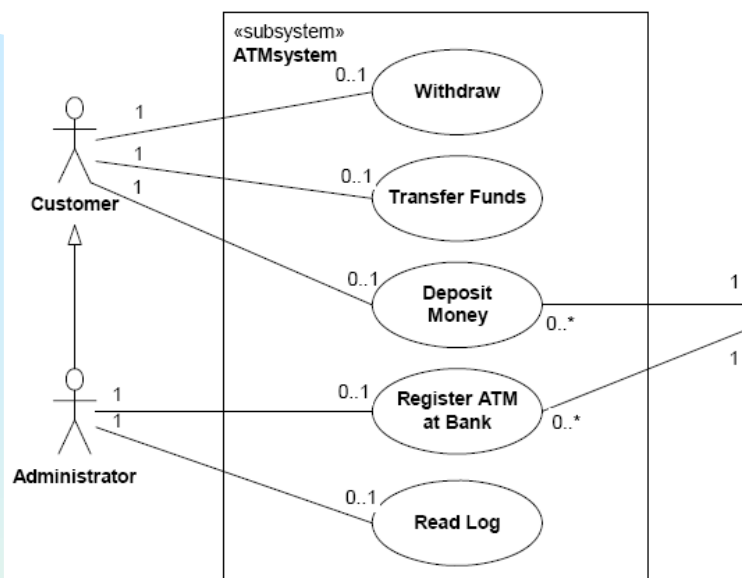 «subsystem»
ATMsystem
0..1
Withdraw
1
1
0..1
Transfer Funds
1
Customer
0..1
Deposit
Money
1
0..*
1
1
0..1
Register ATM
at Bank
1
0..*
Administrator
0..1
Read Log